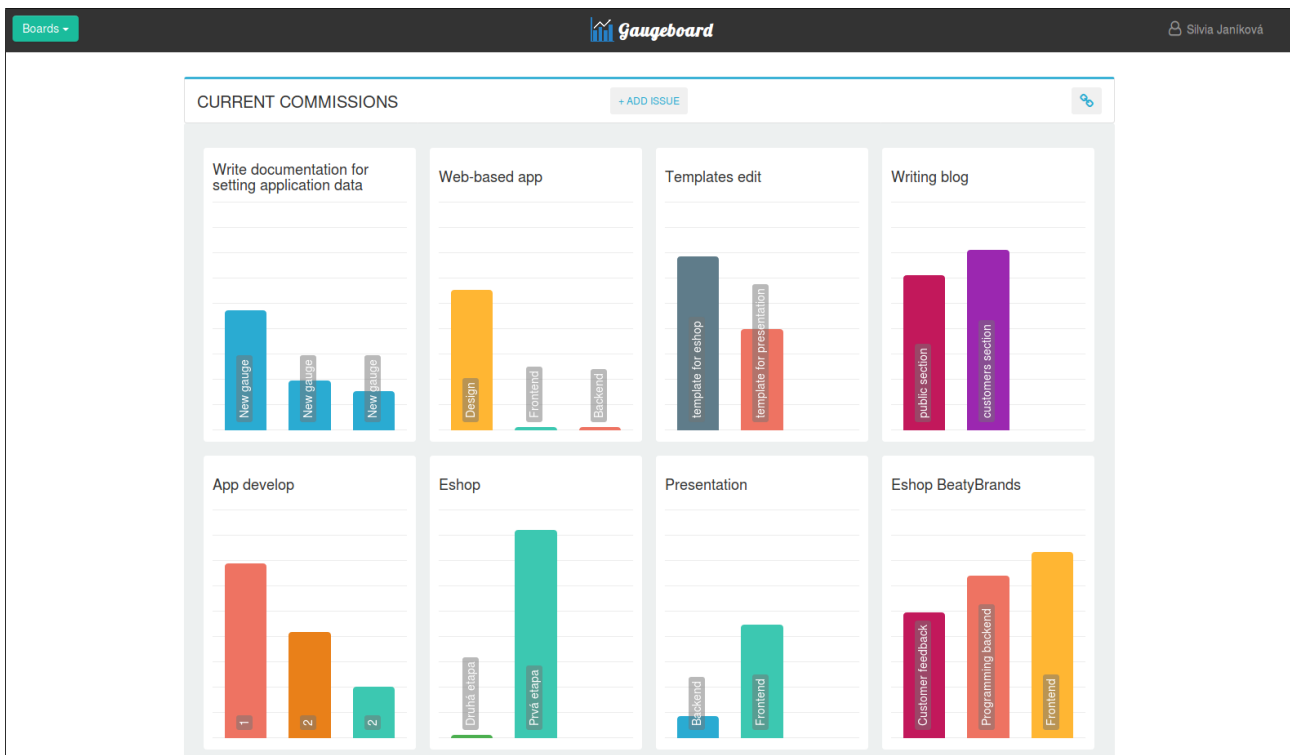 Boards
Gaugeboard
Silvia Janíková
CURRENT COMMISSIONS
+ ADD ISSUE
Write documentation for
setting application data
New gauge
New gauge
New gauge
Web-based app
Design
Frontend
Backend
Templates edit
template for eshop
template for presentation
Writing blog
public section
customers section
App develop
1
2
2
Eshop
Druhá etapa
Prvá etapa
Presentation
Backend
Frontend
Eshop BeatyBrands
Customer feedback
Programming backend
Frontend